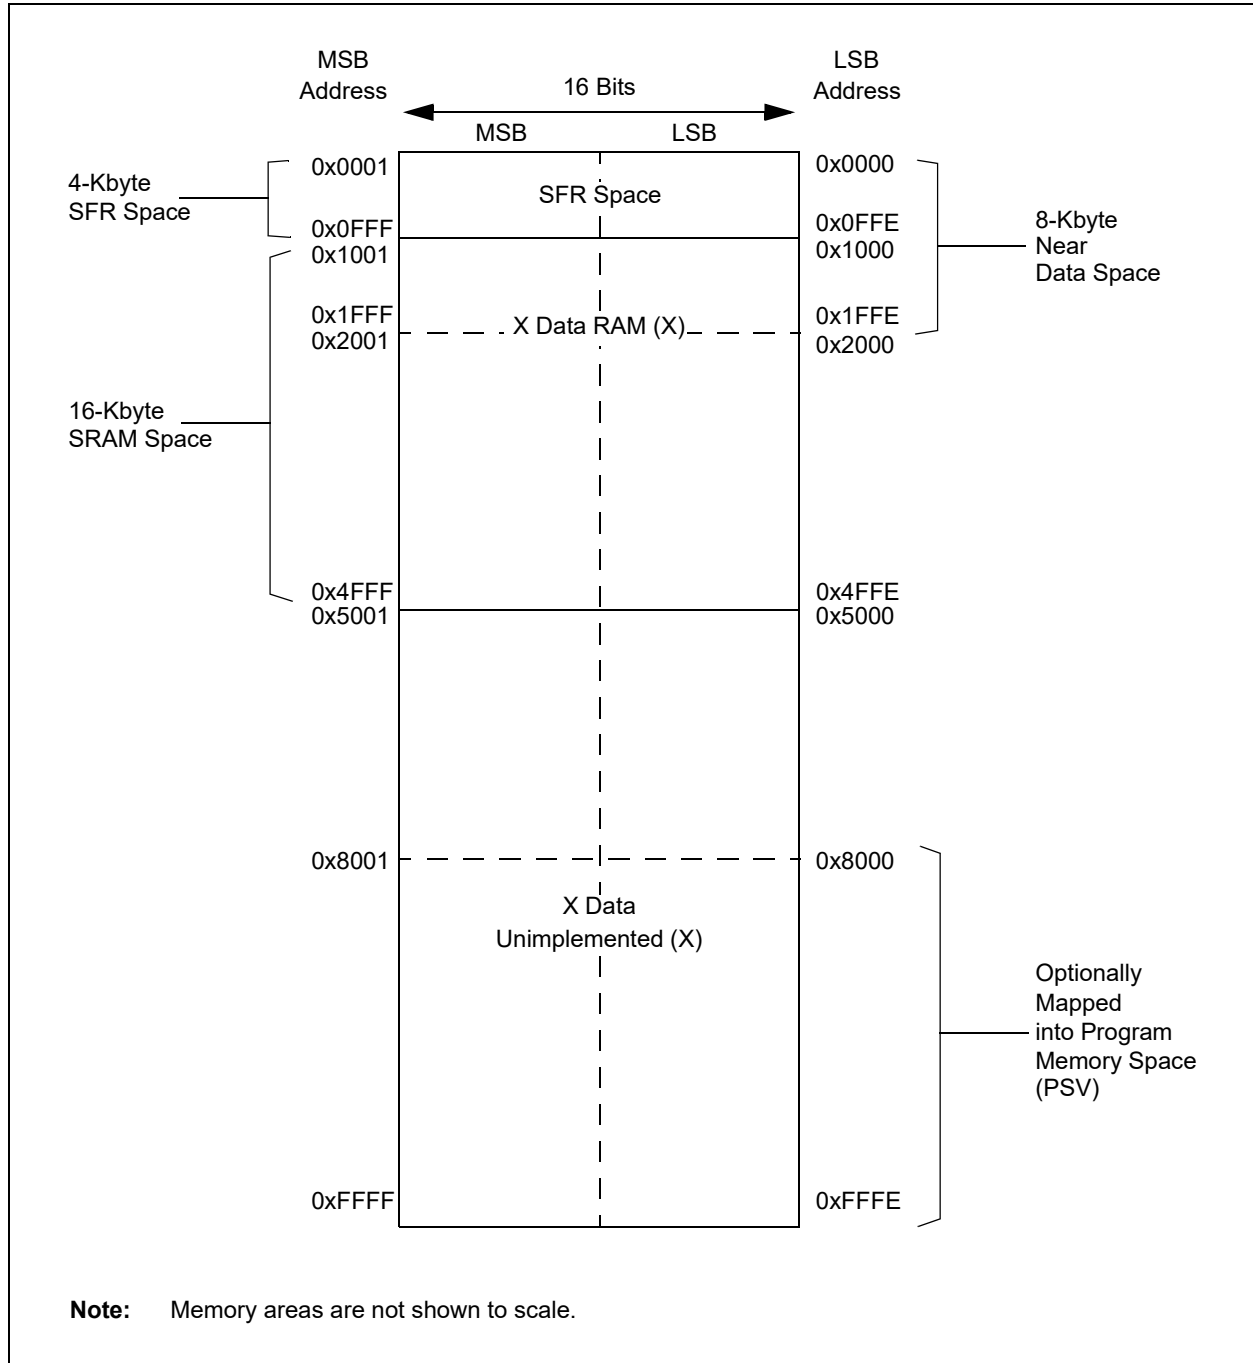 MSB
Address
LSB
Address
16 Bits
MSB
LSB
0x0001
0x0000
4-Kbyte
SFR Space
SFR Space
0x0FFF
0x0FFE
0x1001
0x1000
8-Kbyte
Near
Data Space
0x1FFF
0x1FFE
X Data RAM (X)
0x2001
0x2000
16-Kbyte
SRAM Space
0x4FFF
0x4FFE
0x5001
0x5000
0x8001
0x8000
X Data
Unimplemented (X)
Optionally
Mapped
into Program
Memory Space
(PSV)
0xFFFF
0xFFFE
Note: Memory areas are not shown to scale.